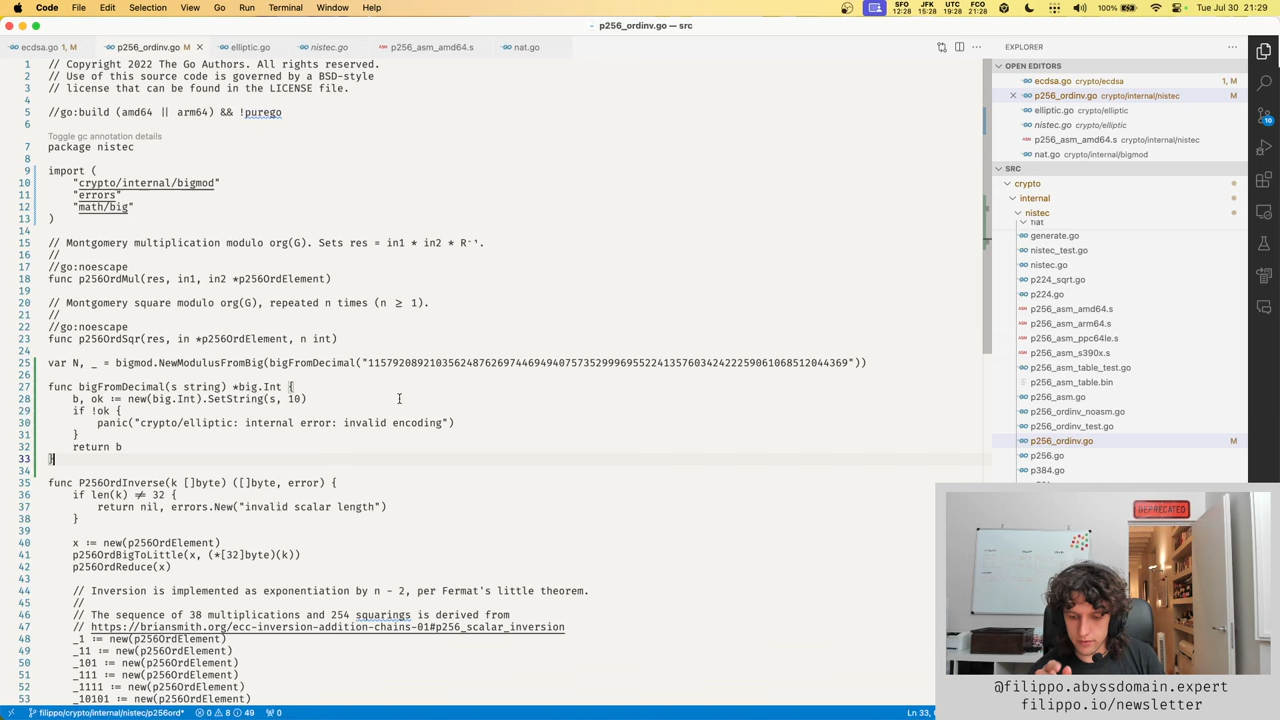 Code File Edit Selection View Go Run Terminal Window Help
SFO 12:28 JFK 15:28 UTC 19:28 FCO 21:28 100% Tue Jul 30 21:29
p256_ordinv.go — src
ecdsa.go 1, M p256_ordinv.go M elliptic.go nistec.go p256_asm_amd64.s nat.go
1 // Copyright 2022 The Go Authors. All rights reserved.
2 // Use of this source code is governed by a BSD-style
3 // license that can be found in the LICENSE file.
4
5 //go:build (amd64 || arm64) && !purego
6
Toggle gc annotation details
7 package nistec
8
9 import (
10 "crypto/internal/bigmod"
11 "errors"
12 "math/big"
13 )
14
15 // Montgomery multiplication modulo org(G). Sets res = in1 * in2 * R⁻¹.
16 //
17 //go:noescape
18 func p256OrdMul(res, in1, in2 *p256OrdElement)
19
20 // Montgomery square modulo org(G), repeated n times (n ≥ 1).
21 //
22 //go:noescape
23 func p256OrdSqr(res, in *p256OrdElement, n int)
24
25 var N, _ = bigmod.NewModulusFromBig(bigFromDecimal("115792089210356248762697446949407573529996955224135760342422259061068512044369"))
26
27 func bigFromDecimal(s string) *big.Int {
28 b, ok := new(big.Int).SetString(s, 10)
29 if !ok {
30 panic("crypto/elliptic: internal error: invalid encoding")
31 }
32 return b
33 }
34
35 func P256OrdInverse(k []byte) ([]byte, error) {
36 if len(k) ≠ 32 {
37 return nil, errors.New("invalid scalar length")
38 }
39
40 x := new(p256OrdElement)
41 p256OrdBigToLittle(x, (*[32]byte)(k))
42 p256OrdReduce(x)
43
44 // Inversion is implemented as exponentiation by n - 2, per Fermat's little theorem.
45 //
46 // The sequence of 38 multiplications and 254 squarings is derived from
47 // https://briansmith.org/ecc-inversion-addition-chains-01#p256_scalar_inversion
48 _1 := new(p256OrdElement)
49 _11 := new(p256OrdElement)
50 _101 := new(p256OrdElement)
51 _111 := new(p256OrdElement)
52 _1111 := new(p256OrdElement)
53 _10101 := new(p256OrdElement)
filippo/crypto/internal/nistec/p256ord* 0 8 49 0 Ln 33,
EXPLORER
OPEN EDITORS
ecdsa.go crypto/ecdsa 1, M
p256_ordinv.go crypto/internal/nistec M
elliptic.go crypto/elliptic
nistec.go crypto/elliptic
p256_asm_amd64.s crypto/internal/nistec
nat.go crypto/internal/bigmod
SRC
crypto
internal
nistec
fiat
generate.go
nistec_test.go
nistec.go
p224_sqrt.go
p224.go
p256_asm_amd64.s
p256_asm_arm64.s
p256_asm_ppc64le.s
p256_asm_s390x.s
p256_asm_table_test.go
p256_asm_table.bin
p256_asm.go
p256_ordinv_noasm.go
p256_ordinv_test.go
p256_ordinv.go M
p256.go
p384.go
10
DEPRECATED
@filippo.abyssdomain.expert
filippo.io/newsletter